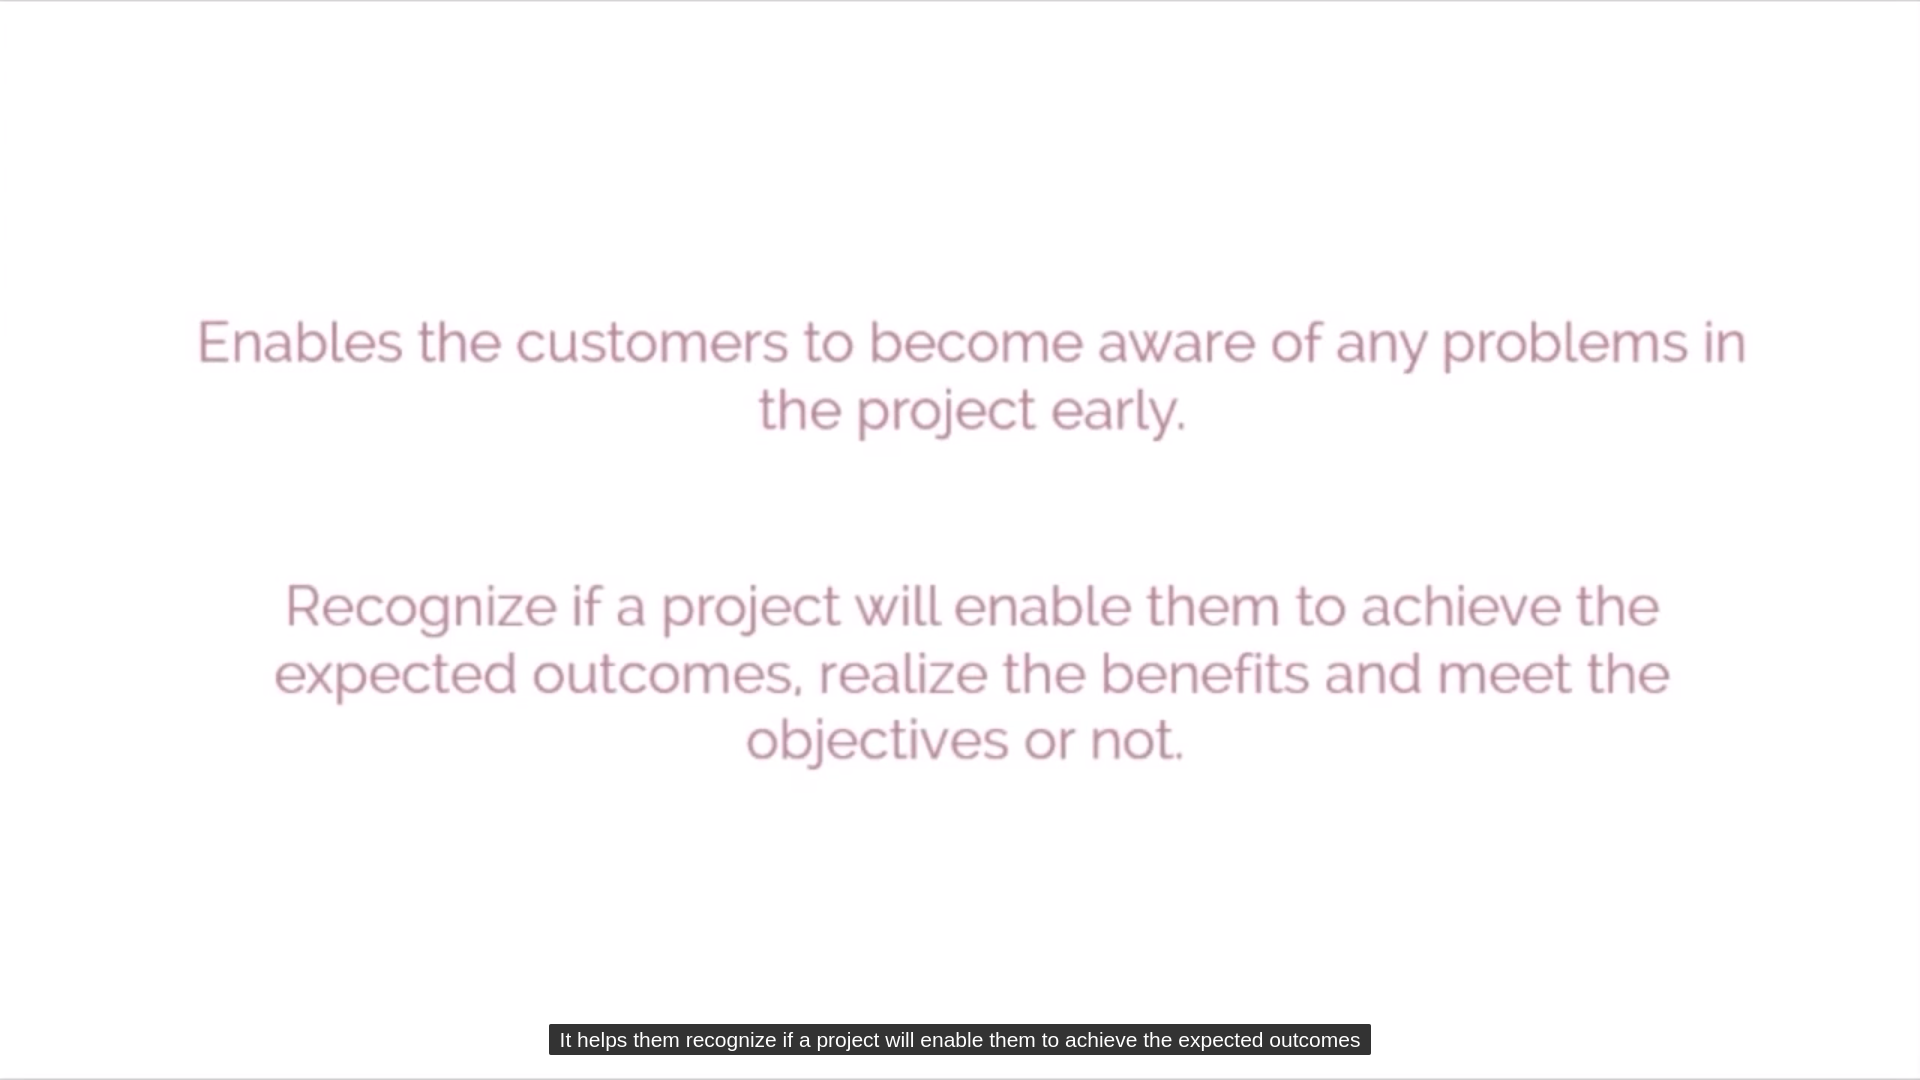 Enables the customers to become aware of any problems in
the project early.
Recognize if a project will enable them to achieve the
expected outcomes, realize the benefits and meet the
objectives or not.
It helps them recognize if a project will enable them to achieve the expected outcomes